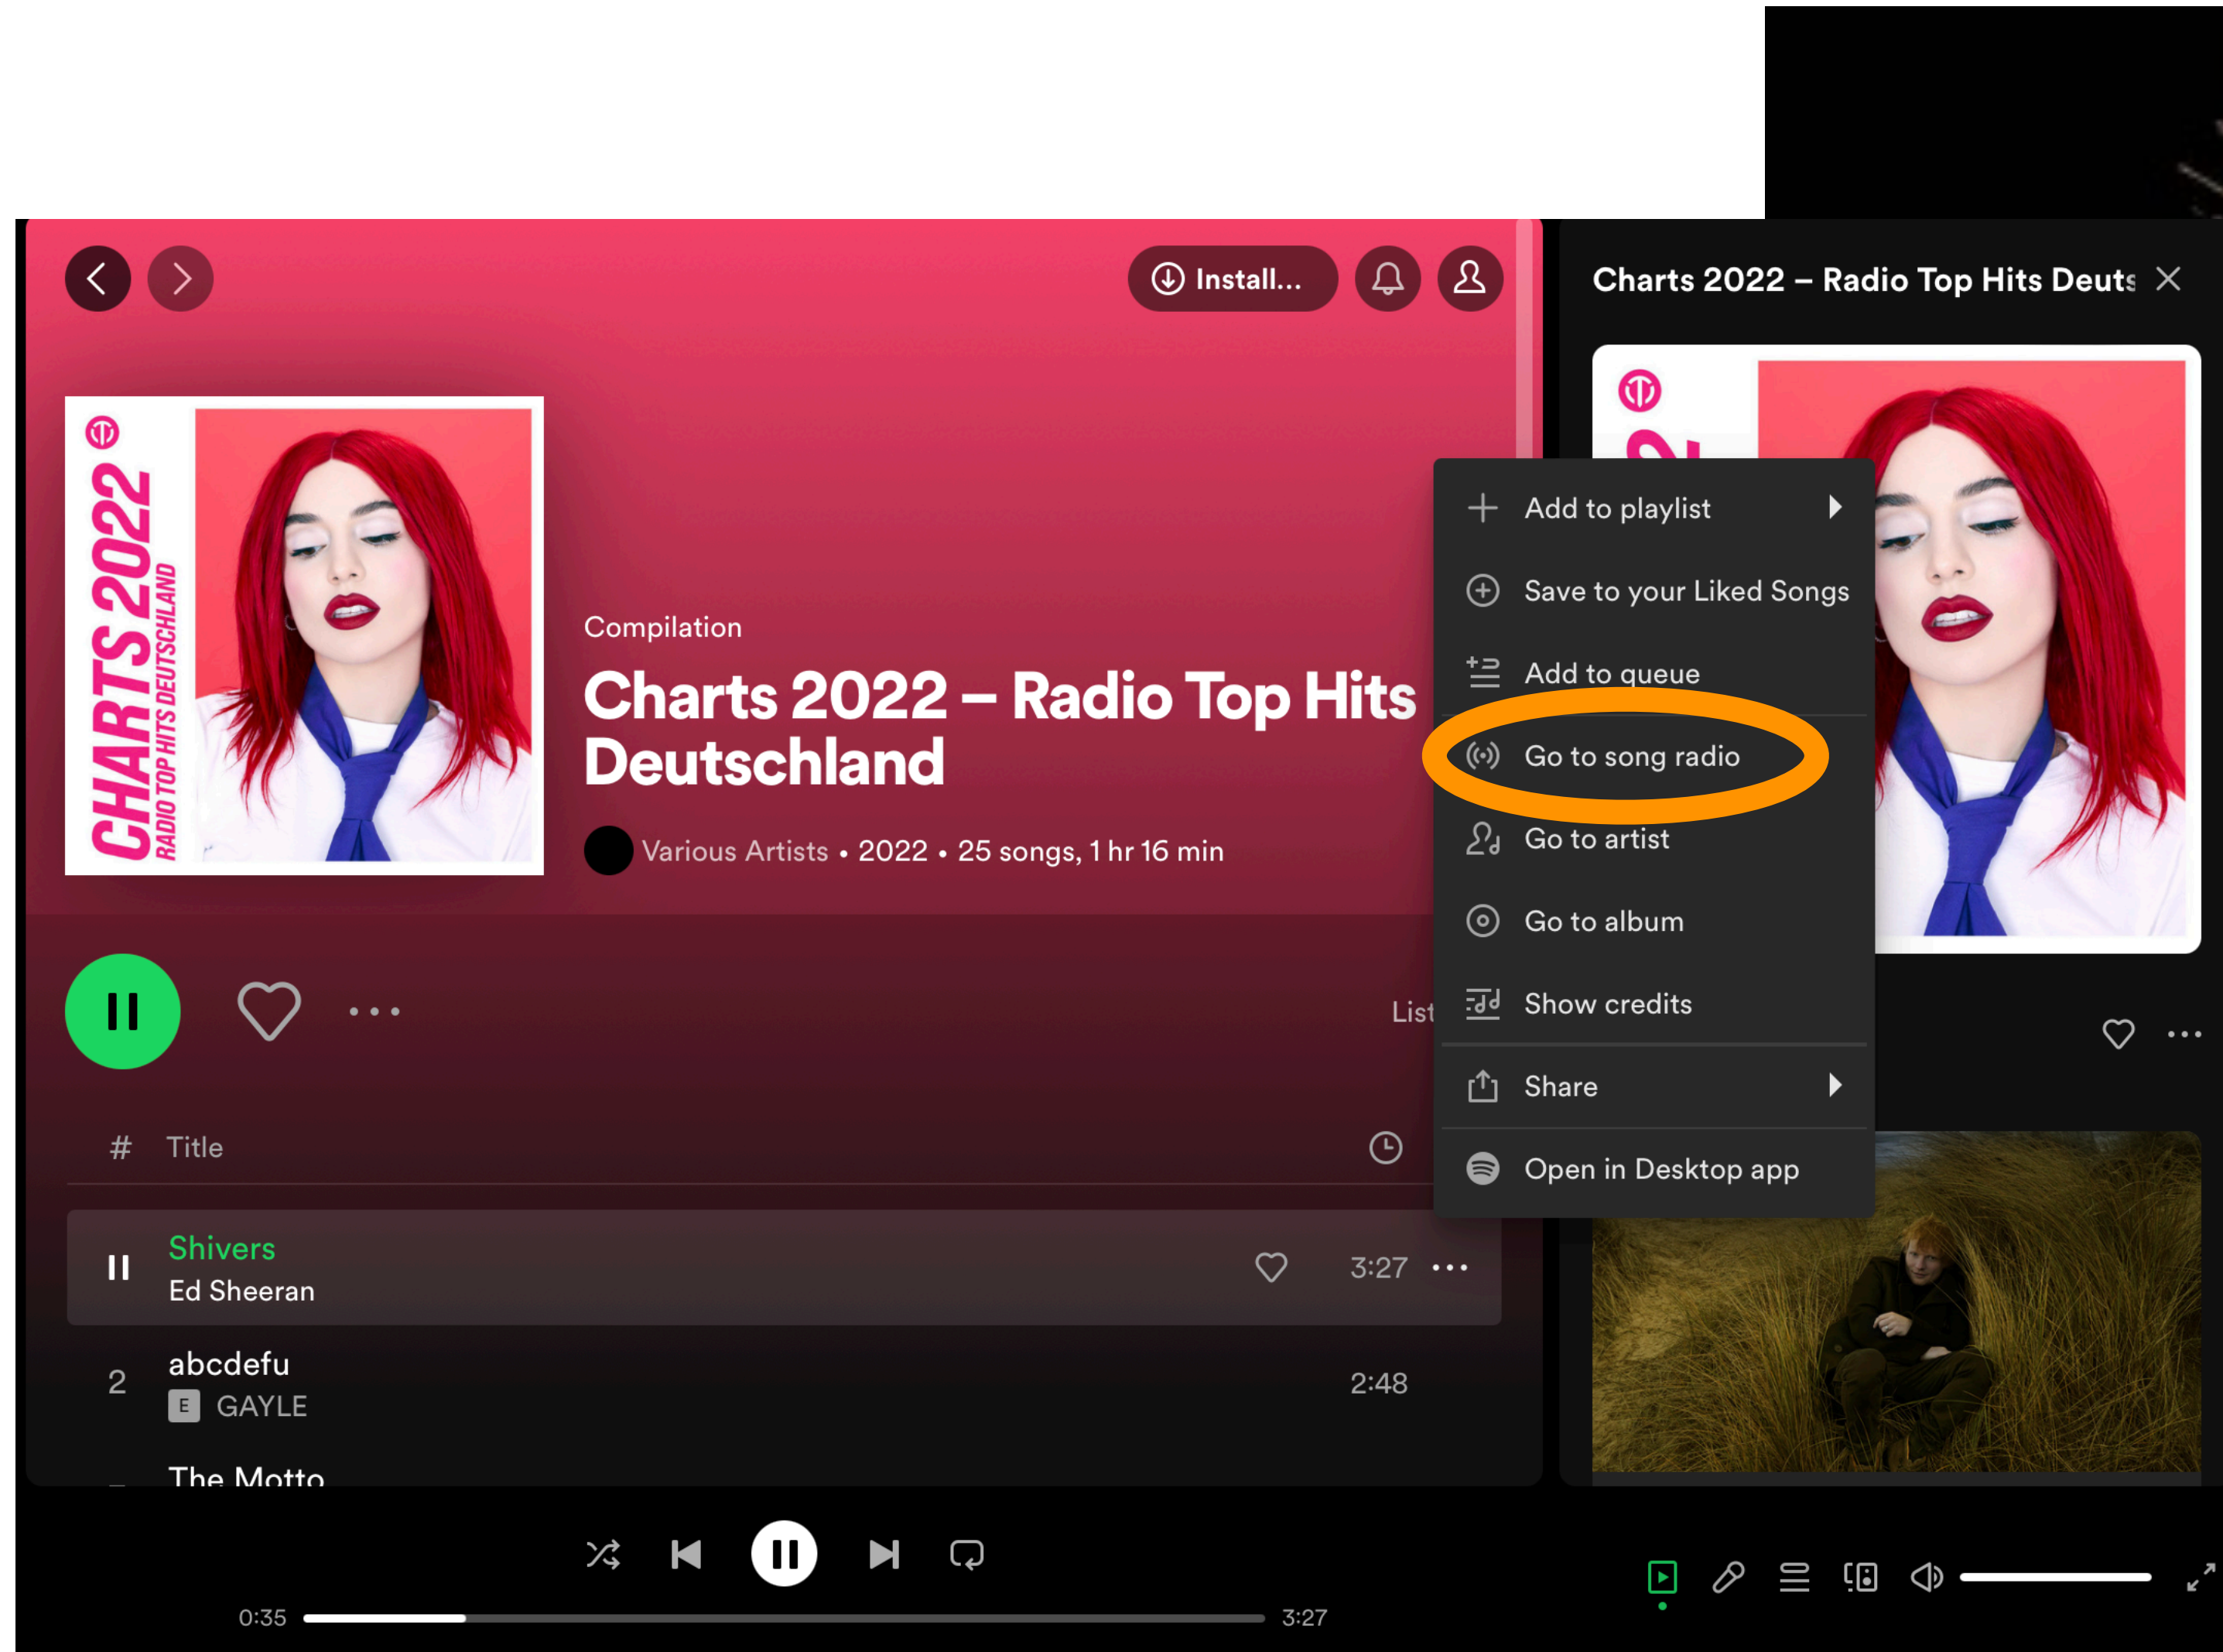 Install...
Charts 2022 – Radio Top Hits Deuts
CHARTS 2022
RADIO TOP HITS DEUTSCHLAND
Compilation
Charts 2022 – Radio Top Hits
Deutschland
Various Artists • 2022 • 25 songs, 1 hr 16 min
Add to playlist
Save to your Liked Songs
Add to queue
Go to song radio
Go to artist
Go to album
Show credits
Share
Open in Desktop app
List
# Title
Shivers
Ed Sheeran
3:27
2
abcdefu
E GAYLE
2:48
The Motto
0:35
3:27